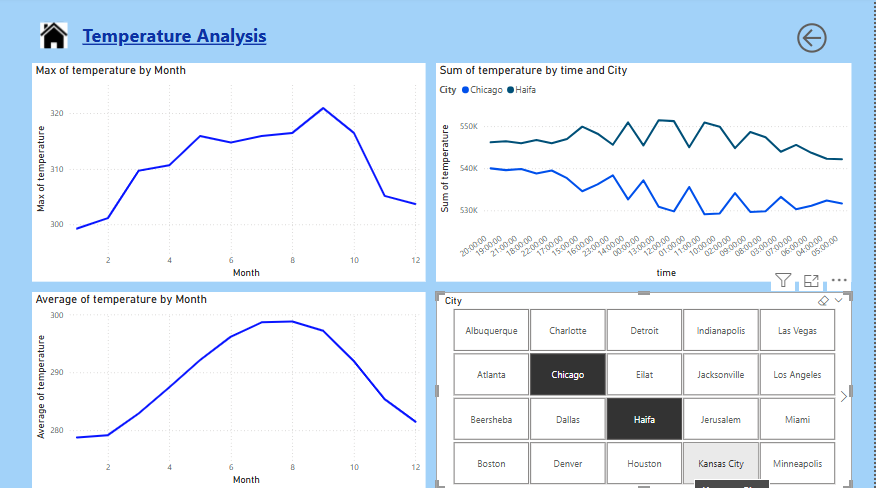 Temperature Analysis
Max of temperature by Month
Max of temperature
320
310
300
2 4 6 8 10 12
Month
Sum of temperature by time and City
City Chicago Haifa
Sum of temperature
550K
540K
530K
20:00:00 19:00:00 21:00:00 18:00:00 22:00:00 17:00:00 15:00:00 16:00:00 23:00:00 14:00:00 00:00:00 13:00:00 12:00:00 01:00:00 11:00:00 10:00:00 02:00:00 09:00:00 08:00:00 03:00:00 07:00:00 06:00:00 04:00:00 05:00:00
time
Average of temperature by Month
Average of temperature
300
290
280
2 4 6 8 10 12
Month
City
Albuquerque Charlotte Detroit Indianapolis Las Vegas
Atlanta Chicago Eilat Jacksonville Los Angeles
Beersheba Dallas Haifa Jerusalem Miami
Boston Denver Houston Kansas City Minneapolis